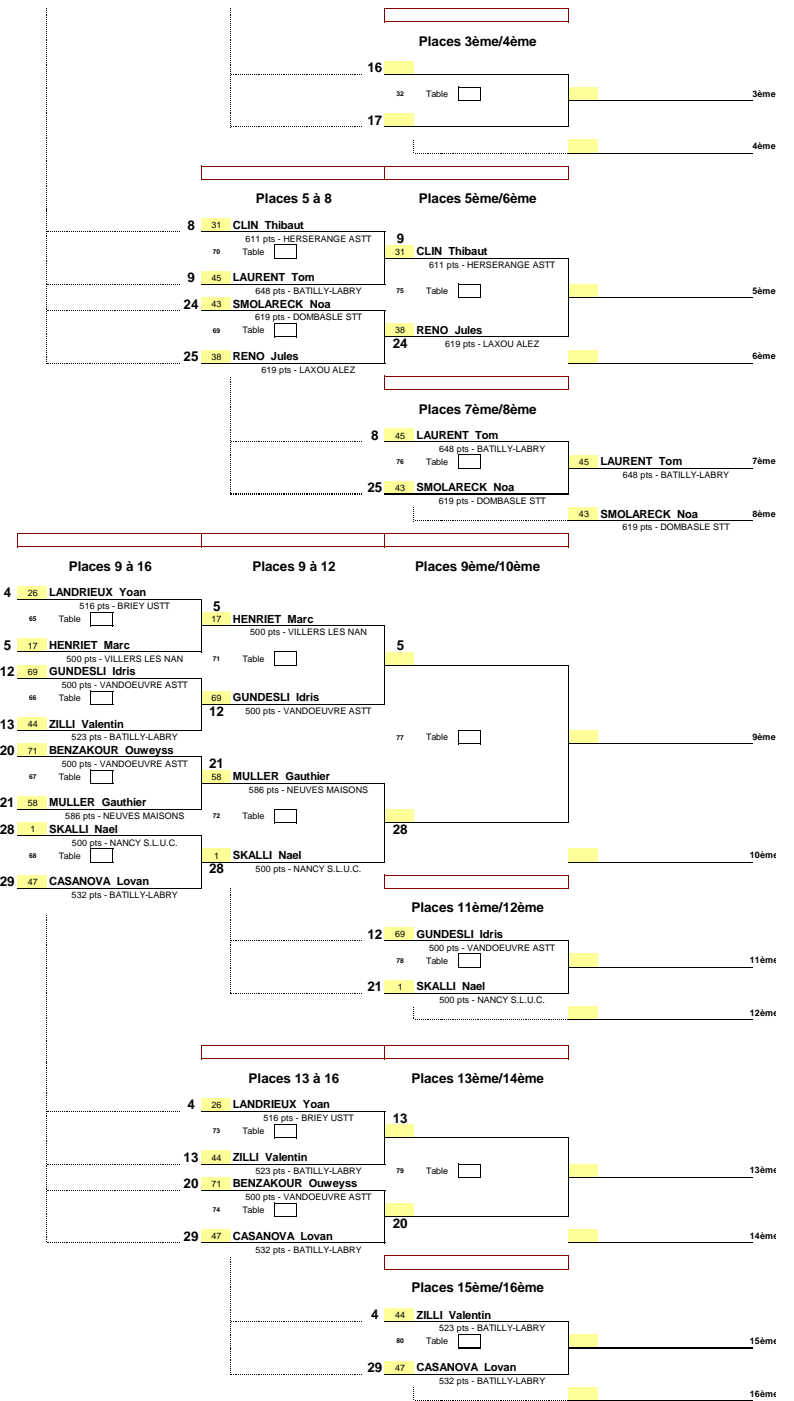 Places 3ème/4ème
16
32 Table 3ème
17
4ème
Places 5 à 8 Places 5ème/6ème
8 31 CLIN Thibaut
611 pts - HERSERANGE ASTT 9
70 Table 31 CLIN Thibaut
611 pts - HERSERANGE ASTT
9 45 LAURENT Tom
648 pts - BATILLY-LABRY 75 Table 5ème
24 43 SMOLARECK Noa
619 pts - DOMBASLE STT
69 Table 38 RENO Jules
24 619 pts - LAXOU ALEZ
25 38 RENO Jules 6ème
619 pts - LAXOU ALEZ
Places 7ème/8ème
8 45 LAURENT Tom
648 pts - BATILLY-LABRY
76 Table 45 LAURENT Tom 7ème
648 pts - BATILLY-LABRY
25 43 SMOLARECK Noa
619 pts - DOMBASLE STT
43 SMOLARECK Noa 8ème
619 pts - DOMBASLE STT
Places 9 à 16 Places 9 à 12 Places 9ème/10ème
4 26 LANDRIEUX Yoan
516 pts - BRIEY USTT 5
65 Table 17 HENRIET Marc
500 pts - VILLERS LES NAN
5 17 HENRIET Marc 5
500 pts - VILLERS LES NAN 71 Table
12 69 GUNDESLI Idris
500 pts - VANDOEUVRE ASTT
66 Table 69 GUNDESLI Idris
12 500 pts - VANDOEUVRE ASTT
13 44 ZILLI Valentin
523 pts - BATILLY-LABRY 77 Table 9ème
20 71 BENZAKOUR Ouweyss
500 pts - VANDOEUVRE ASTT 21
67 Table 58 MULLER Gauthier
586 pts - NEUVES MAISONS
21 58 MULLER Gauthier
586 pts - NEUVES MAISONS 72 Table
28 1 SKALLI Nael 28
500 pts - NANCY S.L.U.C.
68 Table 1 SKALLI Nael 10ème
28 500 pts - NANCY S.L.U.C.
29 47 CASANOVA Lovan
532 pts - BATILLY-LABRY
Places 11ème/12ème
12 69 GUNDESLI Idris
500 pts - VANDOEUVRE ASTT
78 Table 11ème
21 1 SKALLI Nael
500 pts - NANCY S.L.U.C.
12ème
Places 13 à 16 Places 13ème/14ème
4 26 LANDRIEUX Yoan
516 pts - BRIEY USTT 13
73 Table
13 44 ZILLI Valentin
523 pts - BATILLY-LABRY 79 Table 13ème
20 71 BENZAKOUR Ouweyss
500 pts - VANDOEUVRE ASTT
74 Table
20
29 47 CASANOVA Lovan 14ème
532 pts - BATILLY-LABRY
Places 15ème/16ème
4 44 ZILLI Valentin
523 pts - BATILLY-LABRY
80 Table 15ème
29 47 CASANOVA Lovan
532 pts - BATILLY-LABRY
16ème